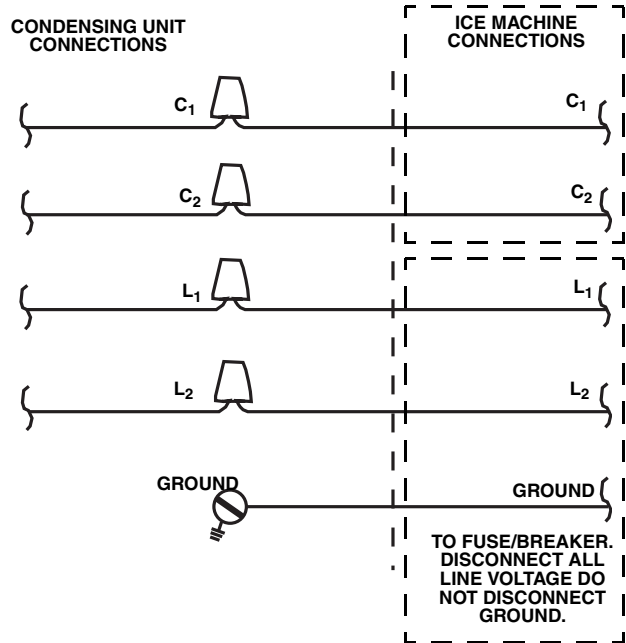 CONDENSING UNIT
CONNECTIONS
ICE MACHINE
CONNECTIONS
C1
C1
C2
C2
L1
L1
L2
L2
GROUND
GROUND
TO FUSE/BREAKER.
DISCONNECT ALL
LINE VOLTAGE DO
NOT DISCONNECT
GROUND.